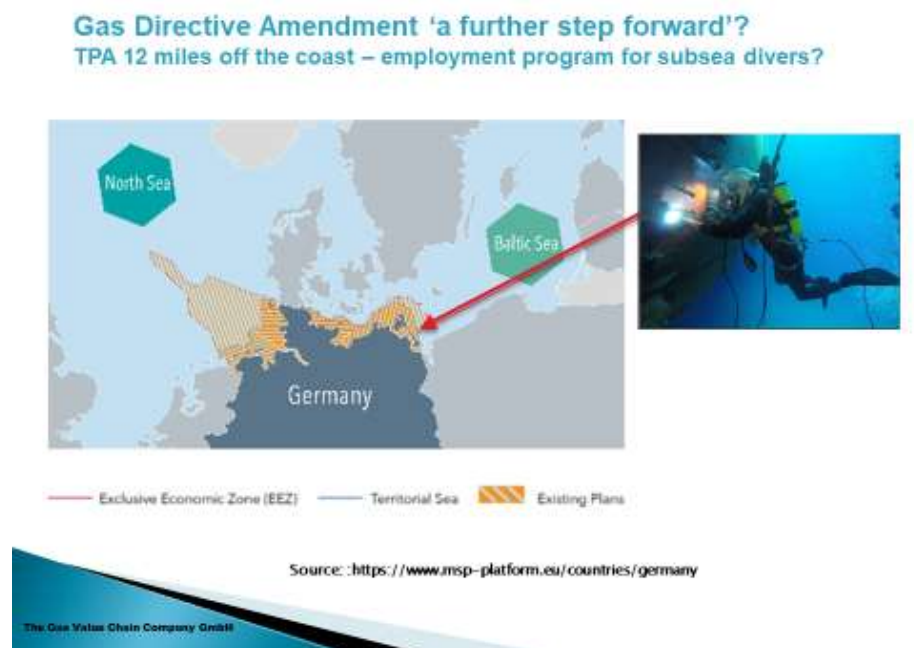 Gas Directive Amendment ‘a further step forward’?
TPA 12 miles off the coast – employment program for subsea divers?
North Sea
Baltic Sea
Germany
Exclusive Economic Zone (EEZ)
Territorial Sea
Existing Plans
Source: :https://www.msp-platform.eu/countries/germany
The Gas Value Chain Company GmbH